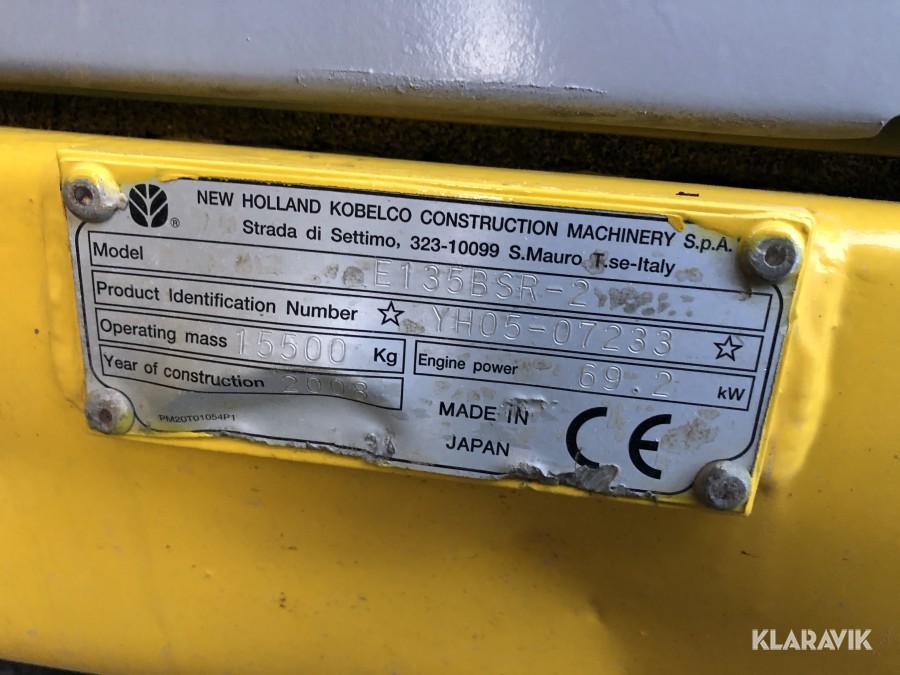 NEW HOLLAND KOBELCO CONSTRUCTION MACHINERY S.p.A.
Strada di Settimo, 323-10099 S.Mauro T.se-Italy
Model E135BSR-2
Product Identification Number ☆ YH05-07233 ☆
Operating mass 15500 Kg
Engine power 69.2 kW
Year of construction 2008
PM20T01054P1
MADE IN
JAPAN
CE
®
KLARAVIK